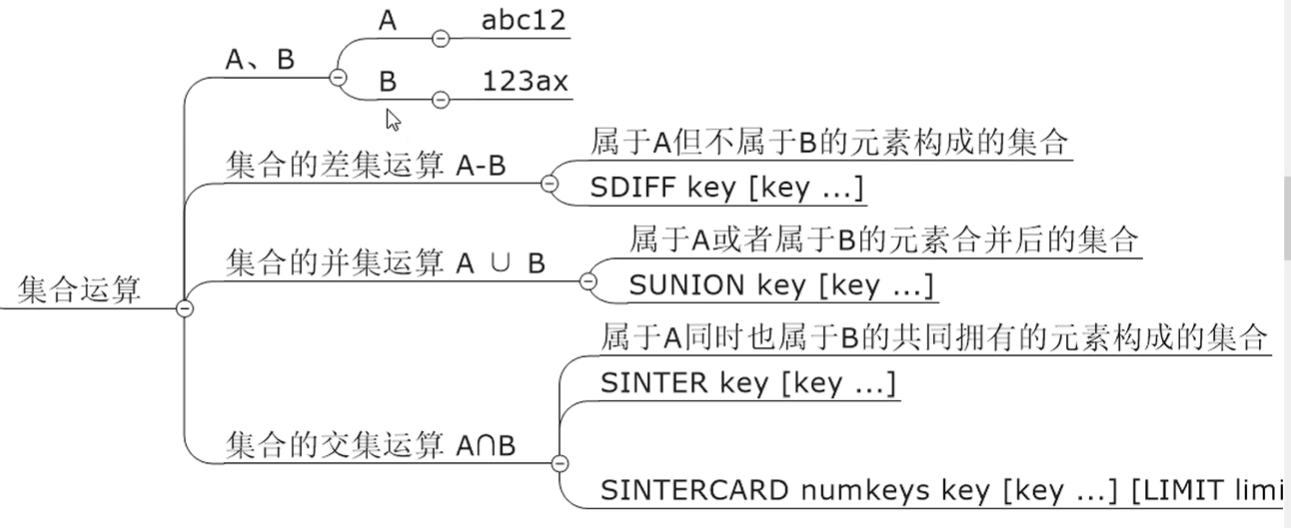 集合运算
A、B
A
abc12
B
123ax
集合的差集运算 A-B
属于A但不属于B的元素构成的集合
SDIFF key [key ...]
集合的并集运算 A ∪ B
属于A或者属于B的元素合并后的集合
SUNION key [key ...]
集合的交集运算 A∩B
属于A同时也属于B的共同拥有的元素构成的集合
SINTER key [key ...]
SINTERCARD numkeys key [key ...] [LIMIT limi